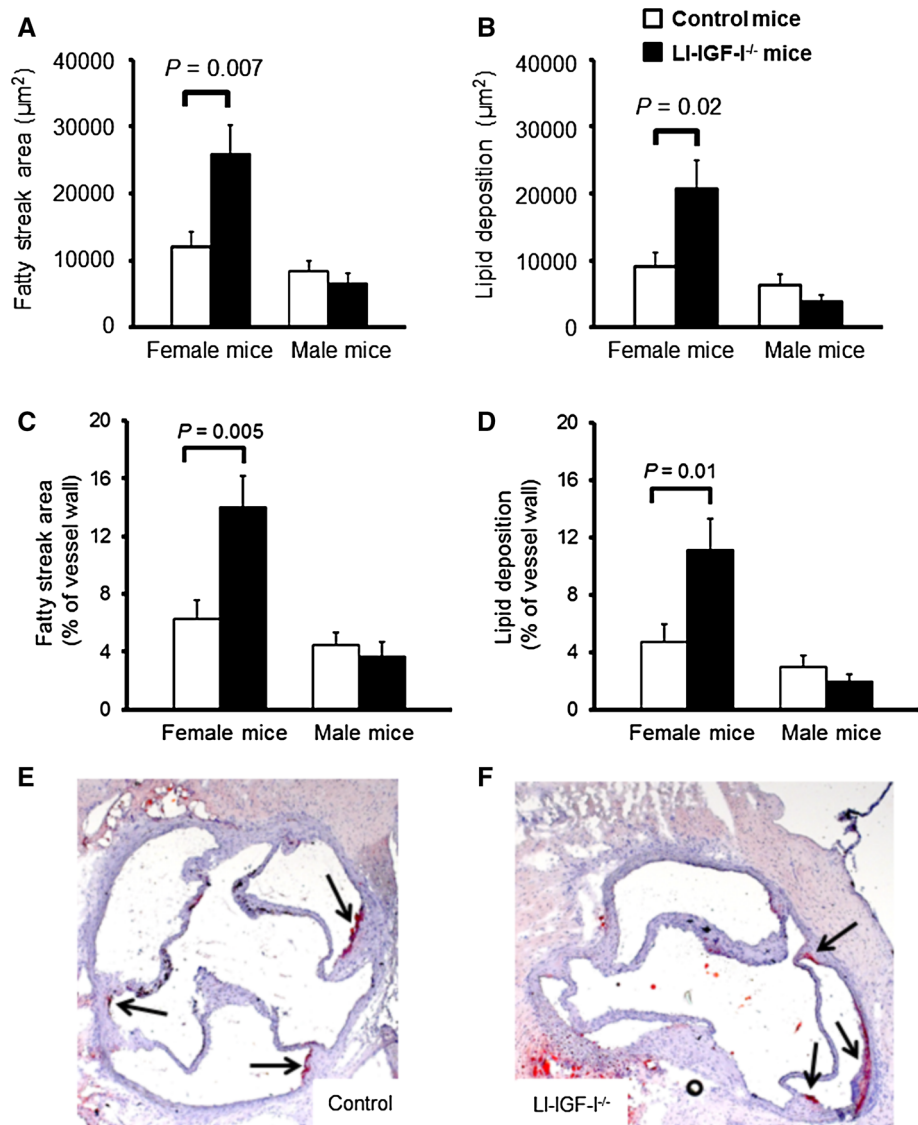 A
B
Control mice
LI-IGF-I-/- mice
P = 0.007
40000
30000
20000
10000
0
Fatty streak area (µm2)
Female mice
Male mice
P = 0.02
40000
30000
20000
10000
0
Lipid deposition (µm2)
Female mice
Male mice
C
D
P = 0.005
20
16
12
8
4
0
Fatty streak area
(% of vessel wall)
Female mice
Male mice
P = 0.01
20
16
12
8
4
0
Lipid deposition
(% of vessel wall)
Female mice
Male mice
E
F
Control
LI-IGF-I-/-